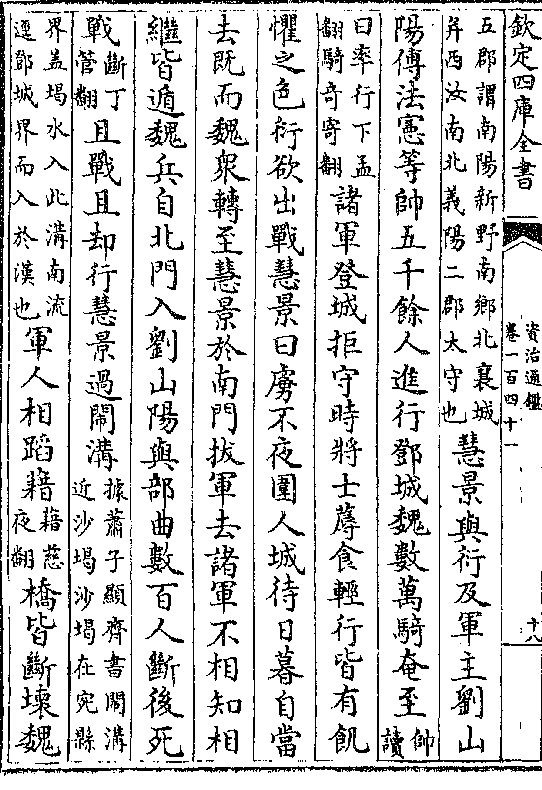 欽定四庫全書
資治通鑑
卷一百四十一
十八
五郡謂南陽新野南鄉北襄城
并西汝南北義陽二郡太守也
慧景與衍及軍主劉山
陽傅法憲等帥五千餘人進行鄧城魏數萬騎奄至
帥讀
曰率行下孟
翻騎奇寄翻
諸軍登城拒守時將士蓐食輕行皆有飢
懼之色衍欲出戰慧景曰虜不夜圍人城待日暮自當
去既而魏衆轉至慧景於南門拔軍去諸軍不相知相
繼皆遁魏兵自北門入劉山陽與部曲數百人斷後死
戰
斷丁
管翻
且戰且却行慧景過閙溝
據蕭子顯齊書閙溝
近沙堨沙堨在宛縣
界盖堨水入此溝南流
逕鄧城界而入於漢也
軍人相蹈藉
藉慈
夜翻
橋皆斷壞魏